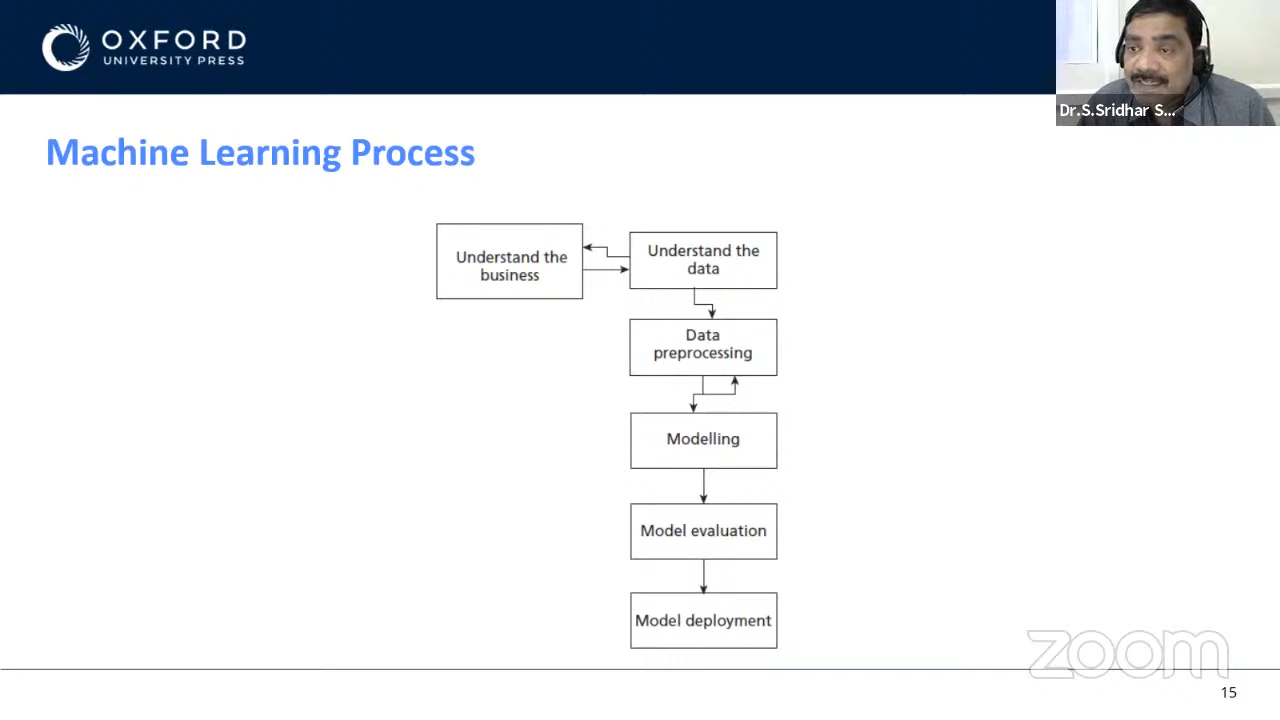 OXFORD
UNIVERSITY PRESS
Dr.S.Sridhar S...
Machine Learning Process
Understand the
business
Understand the
data
Data
preprocessing
Modelling
Model evaluation
Model deployment
zoom
15